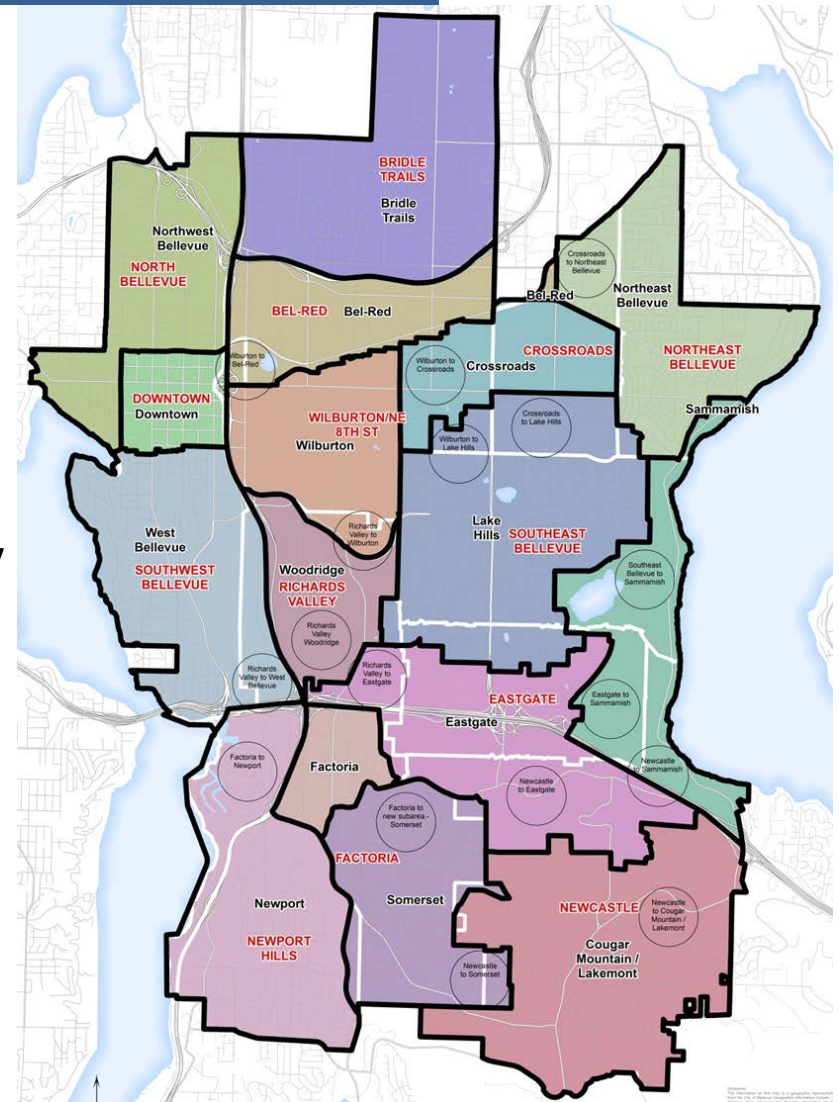 BRIDLE
TRAILS
Bridle
Trails
Northwest
Bellevue
NORTH
BELLEVUE
Crossroads
to Northeast
Bellevue
Northeast
Bellevue
Bel-Red
BEL-RED Bel-Red
CROSSROADS
NORTHEAST
BELLEVUE
Wilburton to
Bel-Red
Wilburton to
Crossroads
Crossroads
DOWNTOWN
Downtown
WILBURTON/NE
8TH ST
Wilburton
Crossroads
to Lake Hills
Sammamish
Wilburton to
Lake Hills
West
Bellevue
SOUTHWEST
BELLEVUE
Richards
Valley to
Wilburton
Lake
Hills
SOUTHEAST
BELLEVUE
Woodridge
RICHARDS
VALLEY
Southeast
Bellevue to
Sammamish
Richards
Valley
Woodridge
Richards
Valley to West
Bellevue
Richards
Valley to
Eastgate
EASTGATE
Eastgate
Eastgate to
Sammamish
Factoria to
Newport
Factoria
Newcastle
to Sammamish
Newcastle
to Eastgate
Factoria to
new subarea -
Somerset
FACTORIA
Newport
Somerset
NEWCASTLE
Newcastle
to Cougar
Mountain /
Lakemont
NEWPORT
HILLS
Cougar
Mountain /
Lakemont
Newcastle
to Somerset